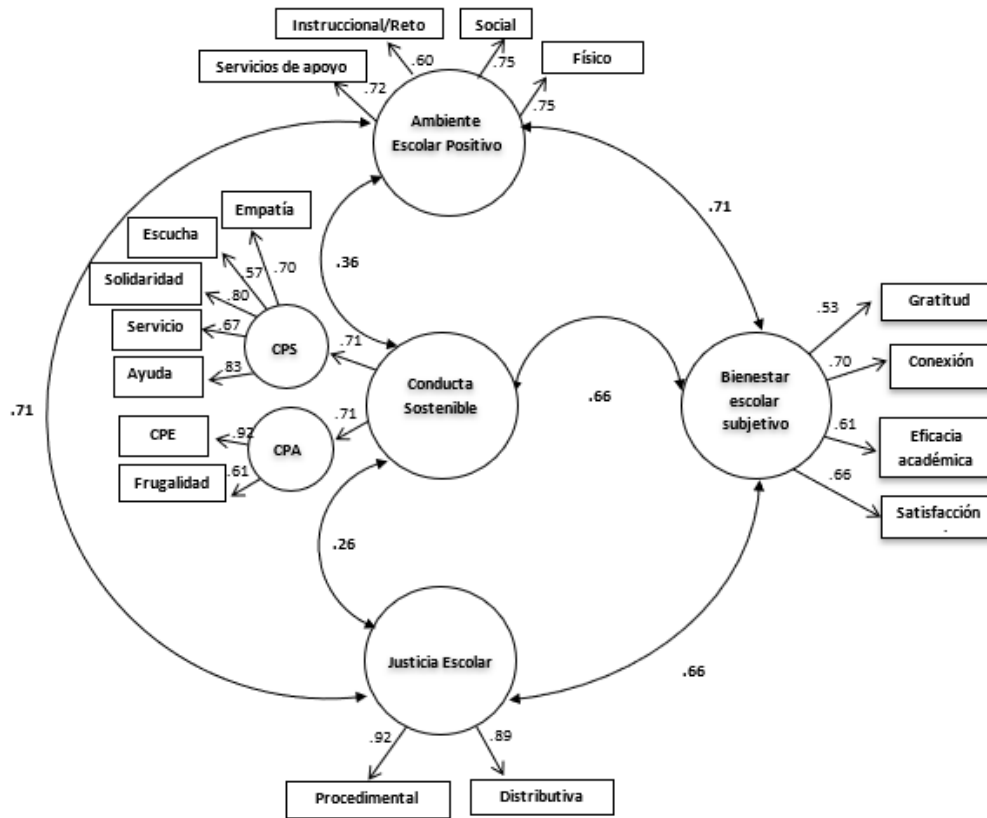 Instruccional/Reto
Social
Servicios de apoyo
Físico
.72
.60
.75
.75
Ambiente
Escolar Positivo
.71
.36
Empatía
Escucha
Solidaridad
Servicio
Ayuda
.70
.57
.80
.67
.83
CPS
.71
CPE
Frugalidad
.92
.61
CPA
.71
Conducta
Sostenible
.66
.71
Bienestar
escolar
subjetivo
.53
Gratitud
.70
Conexión
.61
Eficacia
académica
.66
Satisfacción
.26
Justicia Escolar
.66
.92
.89
Procedimental
Distributiva